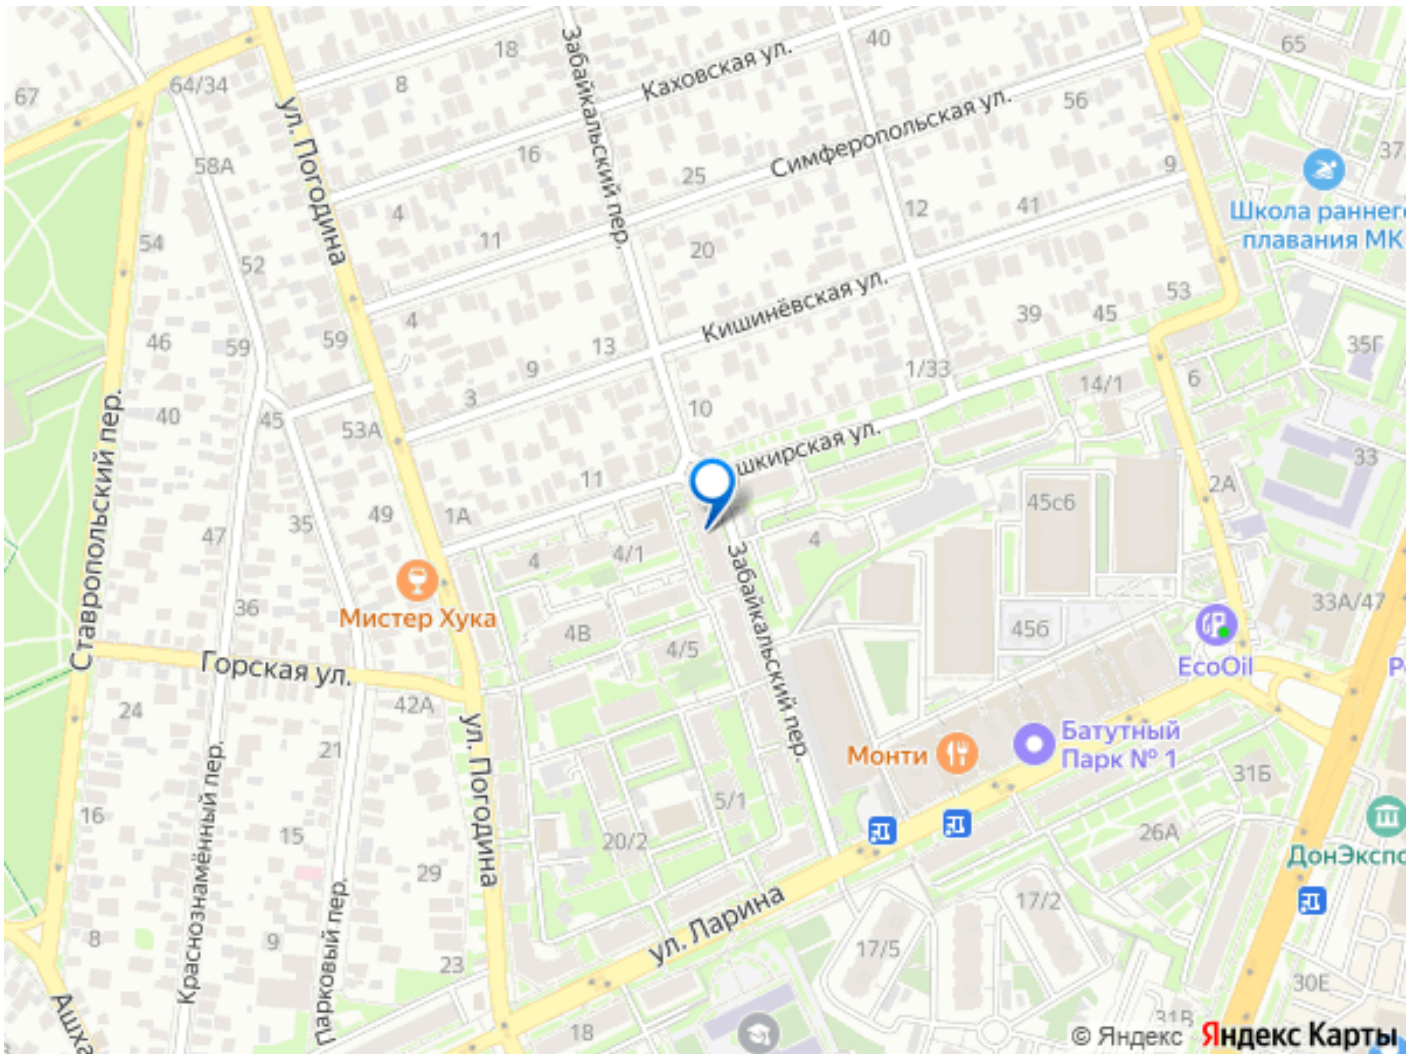 18
40
65
Забайкальский пер.
64/34
8
Каховская ул.
67
56
Симферопольская ул.
ул. Погодина
37
58А
16
25
9
Школа раннего
плавания МК
4
12
41
54
11
20
52
Кишинёвская ул.
53
4
39
45
46
59
59
13
35Г
9
1/33
14/1
6
3
10
40
45
53А
шкирская ул.
33
Ставропольский пер.
11
2А
45с6
1А
49
35
47
4
4/1
4
Забайкальский пер.
Мистер Хука
36
33А/47
4В
456
4/5
EcoOil
Горская ул.
42А
24
ул. Погодина
Монти
Батутный
Парк № 1
21
31Б
Краснознамённый пер.
5/1
16
15
20/2
26А
ДонЭкспо
29
Парковый пер.
17/2
ул. Ларина
8
9
17/5
23
30Е
Ашха
18
31В
© Яндекс Яндекс Карты